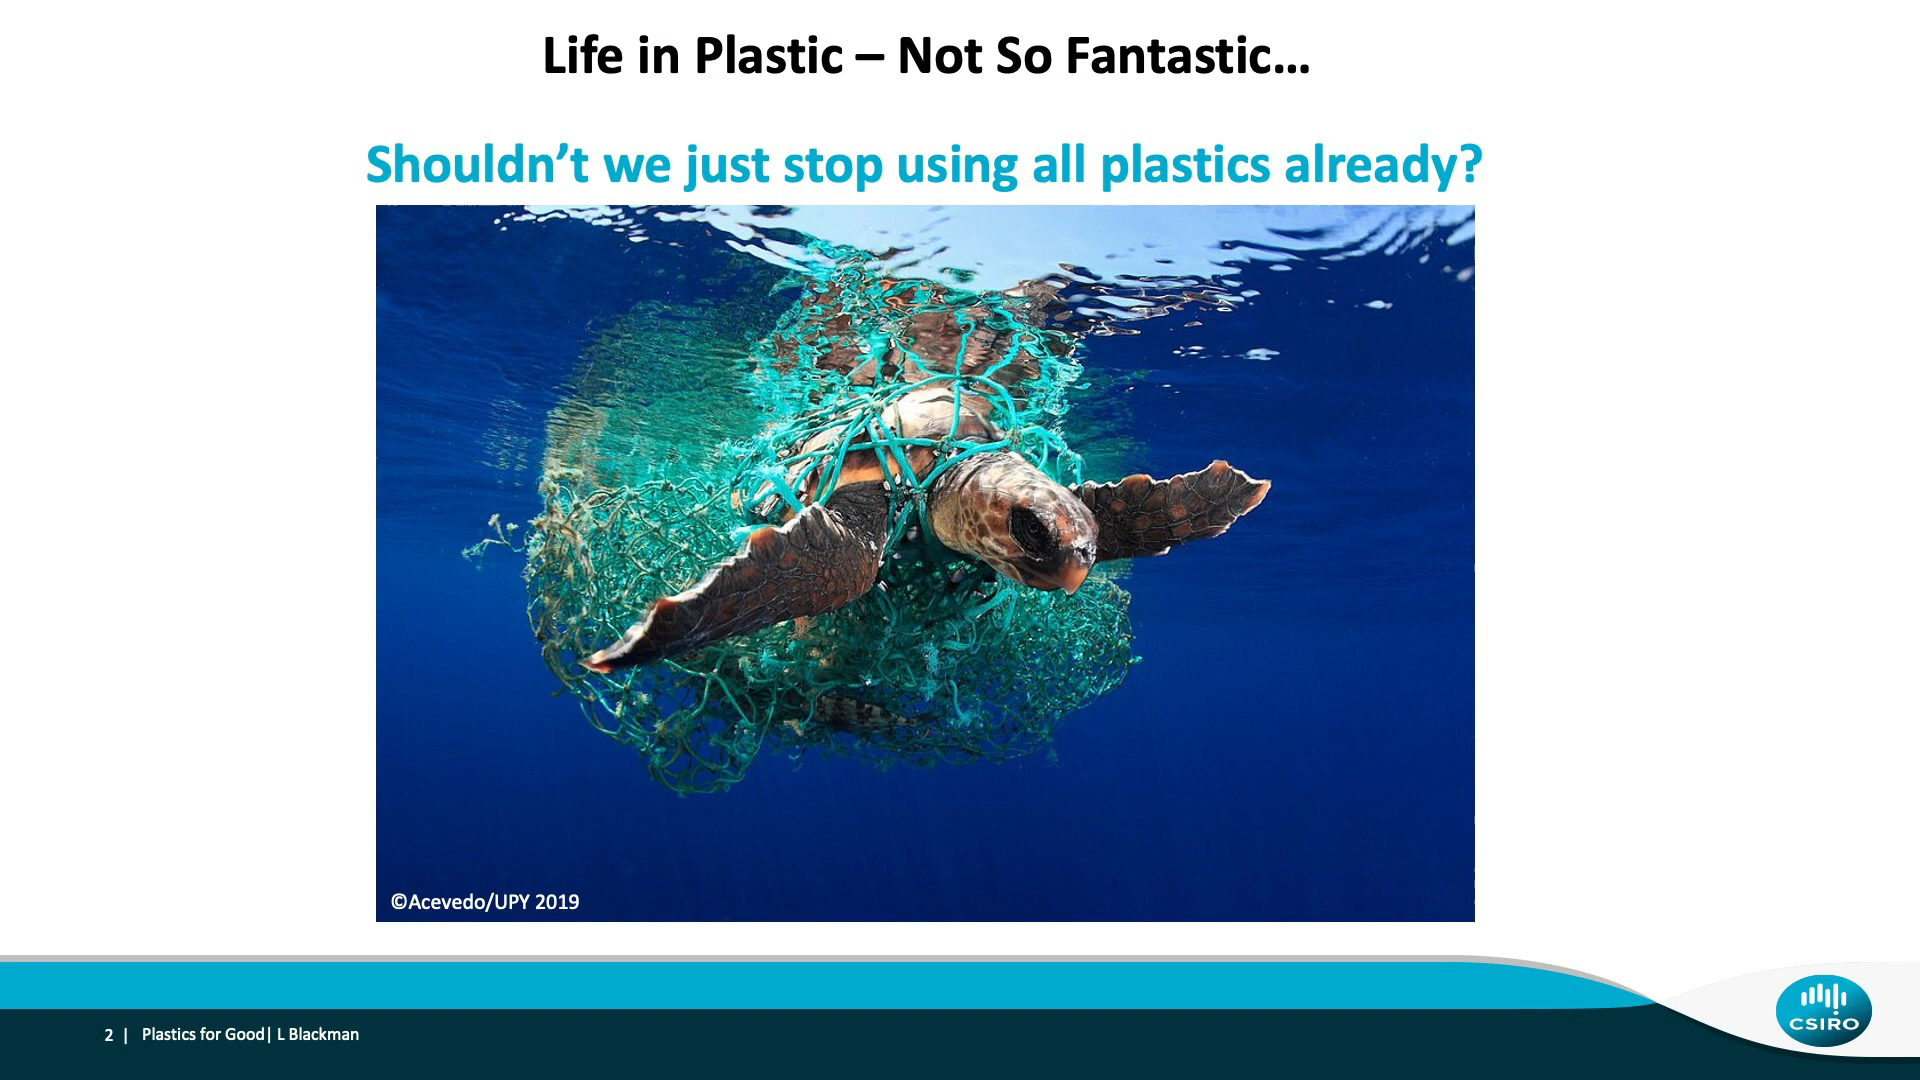 Life in Plastic – Not So Fantastic...
Shouldn’t we just stop using all plastics already?
©Acevedo/UPY 2019
2 | Plastics for Good| L Blackman
CSIRO